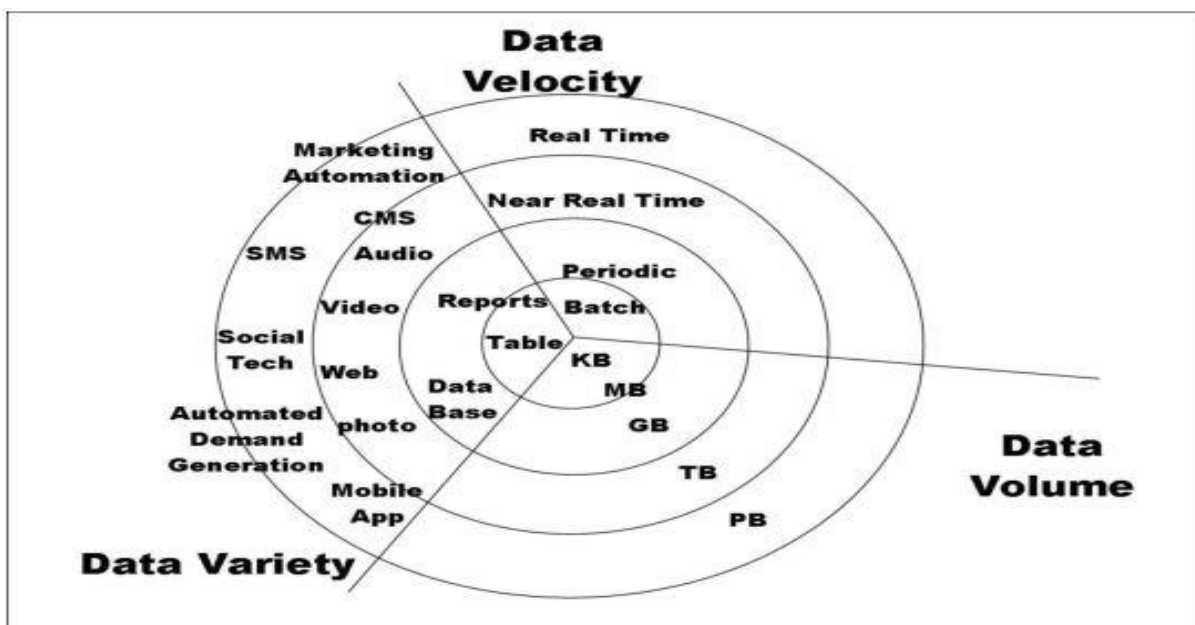 Data
Velocity
Real Time
Marketing
Automation
Near Real Time
CMS
SMS
Audio
Periodic
Reports
Batch
Video
Social
Tech
Table
KB
Web
MB
Data
Base
Automated
Demand
Generation
photo
GB
Data
Volume
TB
Mobile
App
PB
Data Variety